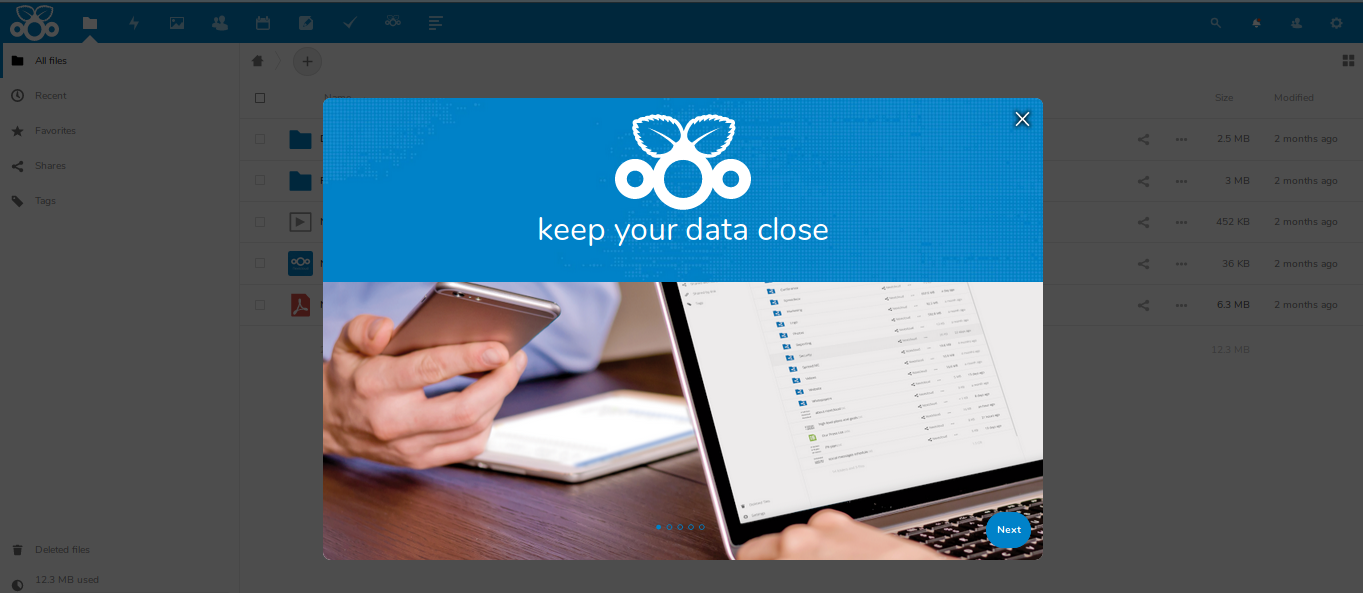 All files
Recent
Favorites
Shares
Tags
Deleted files
12.3 MB used
Name
Size
Modified
2.5 MB
2 months ago
3 MB
2 months ago
452 KB
2 months ago
36 KB
2 months ago
6.3 MB
2 months ago
12.3 MB
keep your data close
Next